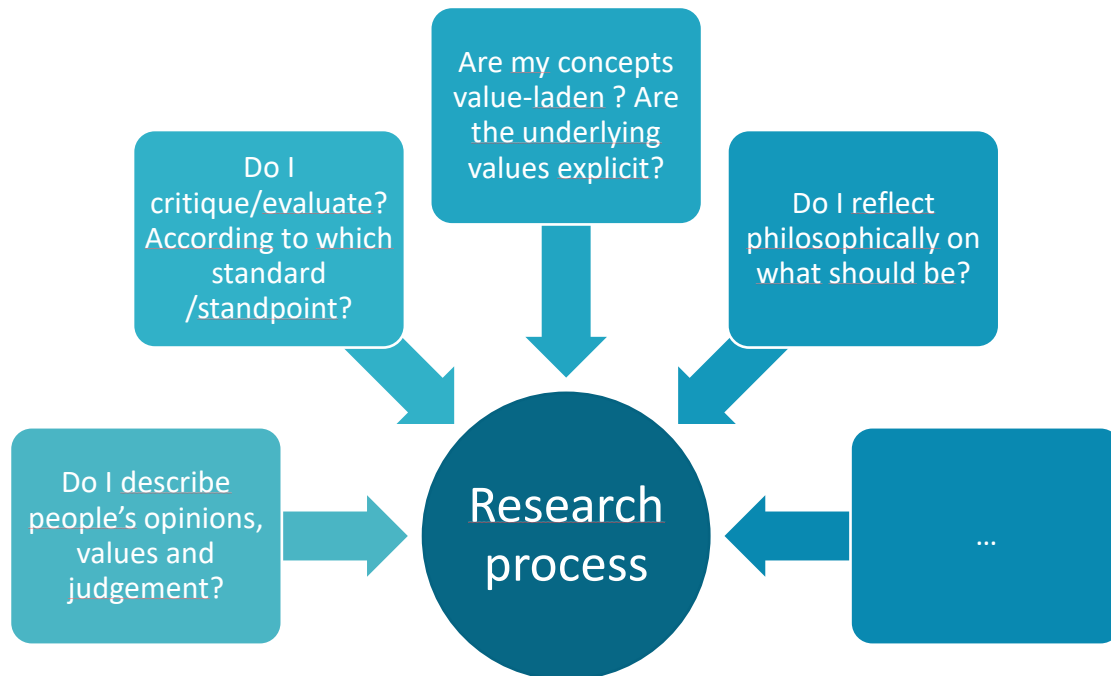 Are my concepts
value-laden ? Are
the underlying
values explicit?
Do I
critique/evaluate?
According to which
standard
/standpoint?
Do I reflect
philosophically on
what should be?
Do I describe
people’s opinions,
values and
judgement?
Research
process
...